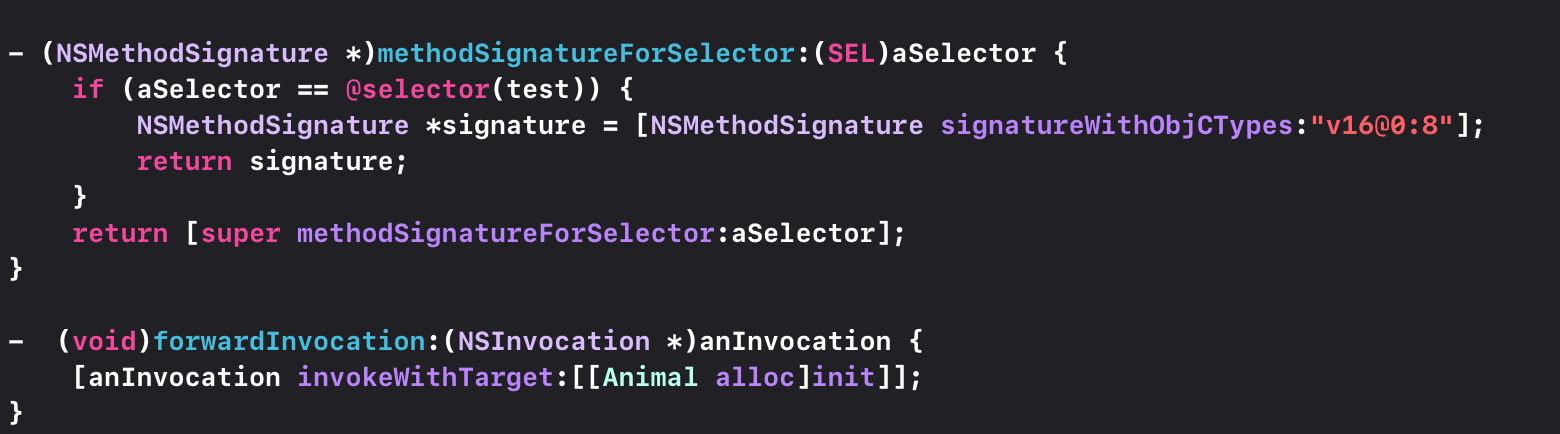 - (NSMethodSignature *)methodSignatureForSelector:(SEL)aSelector {
    if (aSelector == @selector(test)) {
        NSMethodSignature *signature = [NSMethodSignature signatureWithObjCTypes:"v16@0:8"];
        return signature;
    }
    return [super methodSignatureForSelector:aSelector];
}

-  (void)forwardInvocation:(NSInvocation *)anInvocation {
    [anInvocation invokeWithTarget:[[Animal alloc]init]];
}